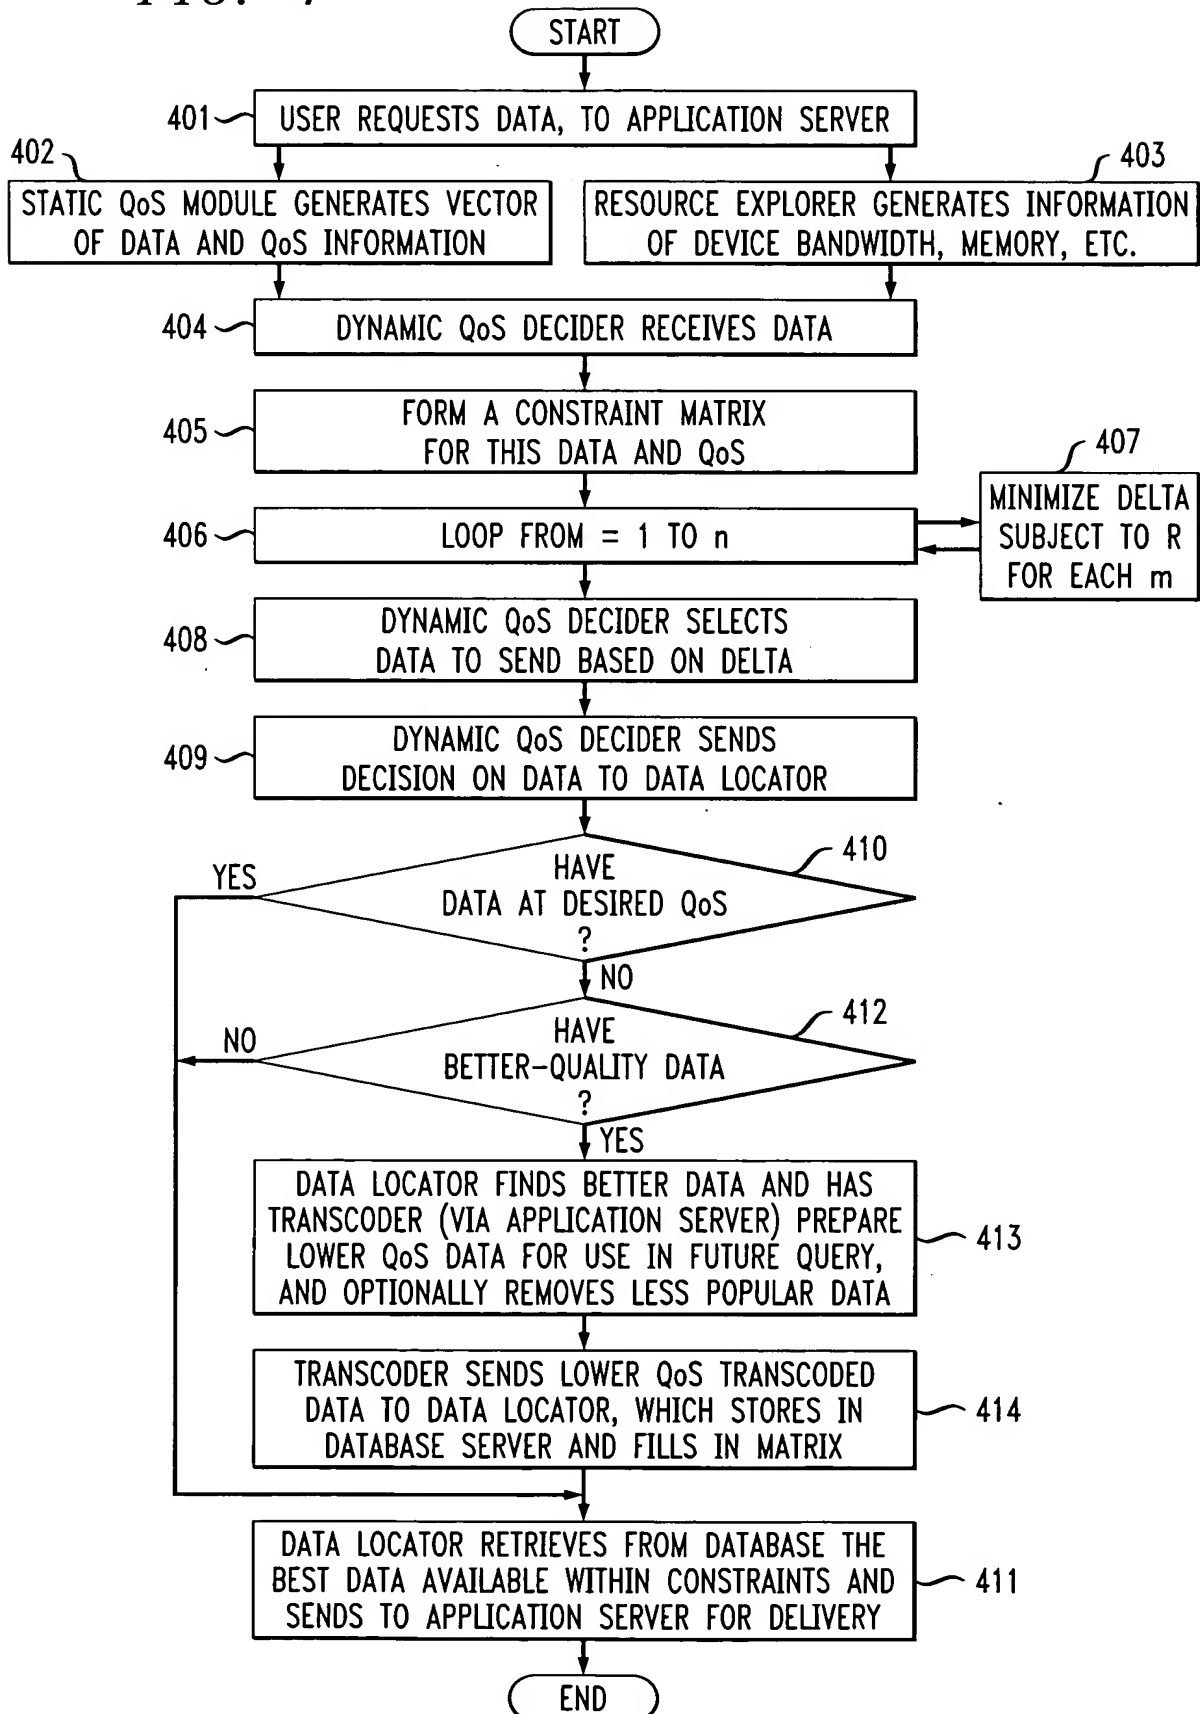 START
401
USER REQUESTS DATA, TO APPLICATION SERVER
402
403
STATIC QoS MODULE GENERATES VECTOR
OF DATA AND QoS INFORMATION
RESOURCE EXPLORER GENERATES INFORMATION
OF DEVICE BANDWIDTH, MEMORY, ETC.
404
DYNAMIC QoS DECIDER RECEIVES DATA
405
FORM A CONSTRAINT MATRIX
FOR THIS DATA AND QoS
406
LOOP FROM = 1 TO n
407
MINIMIZE DELTA
SUBJECT TO R
FOR EACH m
408
DYNAMIC QoS DECIDER SELECTS
DATA TO SEND BASED ON DELTA
409
DYNAMIC QoS DECIDER SENDS
DECISION ON DATA TO DATA LOCATOR
410
YES
HAVE
DATA AT DESIRED QoS
?
NO
412
NO
HAVE
BETTER-QUALITY DATA
?
YES
DATA LOCATOR FINDS BETTER DATA AND HAS
TRANSCODER (VIA APPLICATION SERVER) PREPARE
LOWER QoS DATA FOR USE IN FUTURE QUERY,
AND OPTIONALLY REMOVES LESS POPULAR DATA
413
TRANSCODER SENDS LOWER QoS TRANSCODED
DATA TO DATA LOCATOR, WHICH STORES IN
DATABASE SERVER AND FILLS IN MATRIX
414
DATA LOCATOR RETRIEVES FROM DATABASE THE
BEST DATA AVAILABLE WITHIN CONSTRAINTS AND
SENDS TO APPLICATION SERVER FOR DELIVERY
411
END